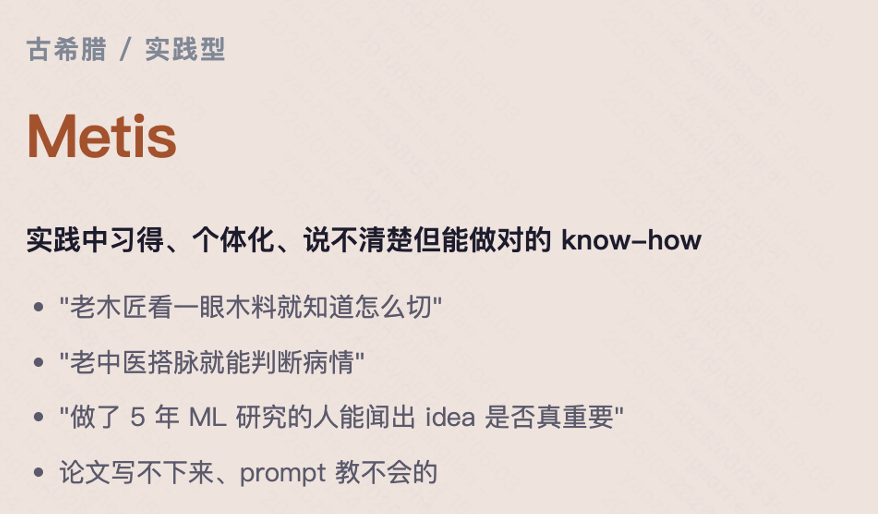 古希腊 / 实践型
Metis
实践中习得、个体化、说不清楚但能做对的 know-how
• "老木匠看一眼木料就知道怎么切"
• "老中医搭脉就能判断病情"
• "做了 5 年 ML 研究的人能闻出 idea 是否真重要"
• 论文写不下来、prompt 教不会的